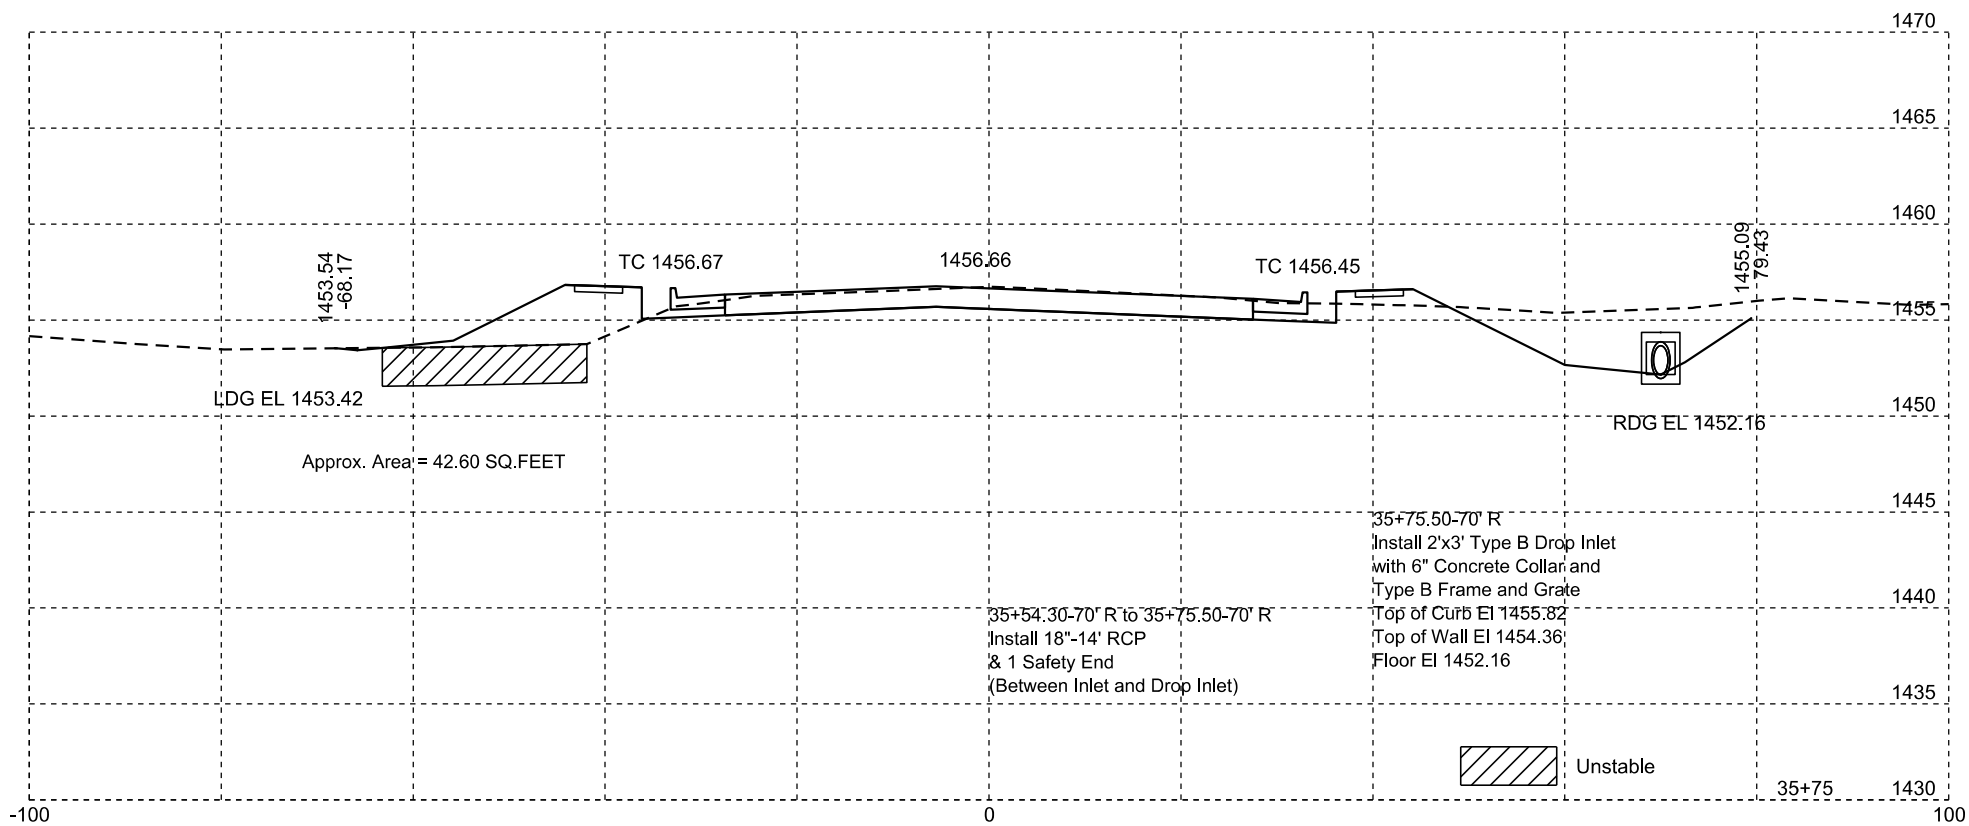 1470
1465
1460
1455
1450
1445
1440
1435
1430
1453.54
-68.17
TC 1456.67
1456.66
TC 1456.45
1455.09
79.43
LDG EL 1453.42
RDG EL 1452.16
Approx. Area = 42.60 SQ.FEET
35+75.50-70' R
Install 2'x3' Type B Drop Inlet
with 6" Concrete Collar and
Type B Frame and Grate
Top of Curb El 1455.82
Top of Wall El 1454.36
Floor El 1452.16
35+54.30-70' R to 35+75.50-70' R
Install 18"-14' RCP
& 1 Safety End
(Between Inlet and Drop Inlet)
Unstable
35+75
-100
0
100